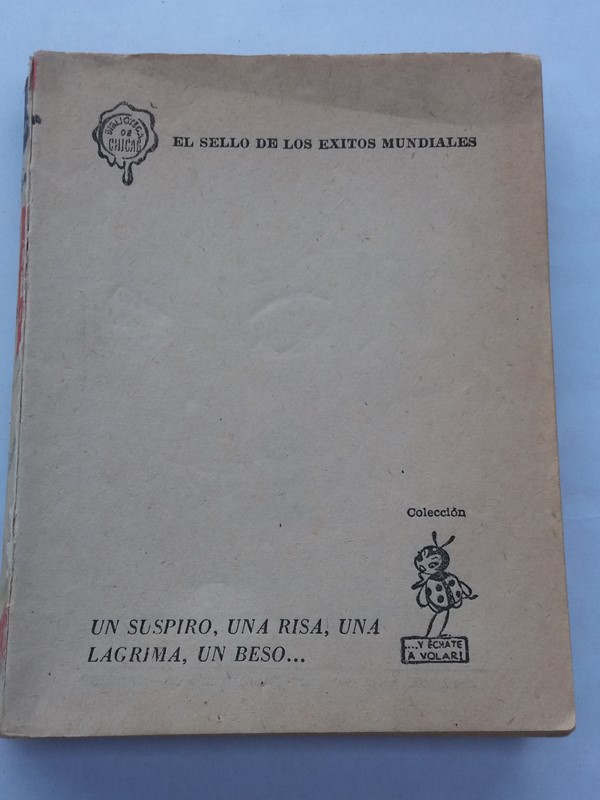 BIBLIOTECA
DE
CHICAS
EL SELLO DE LOS EXITOS MUNDIALES
Colección
UN SUSPIRO, UNA RISA, UNA
LAGRIMA, UN BESO...
....Y ÉCHATE
A VOLAR!